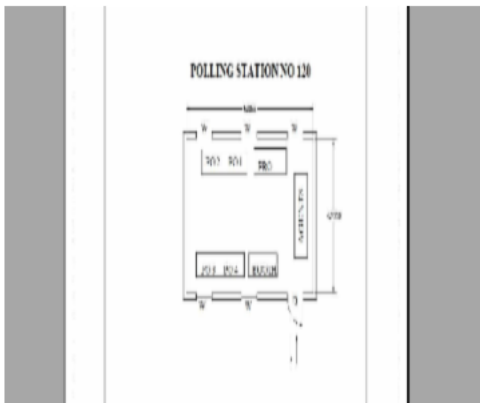 POLLING STATION NO 120
W W W
PO2 PO1 PRO
AGENTS
PO3 PO4 BOOTH
W W D